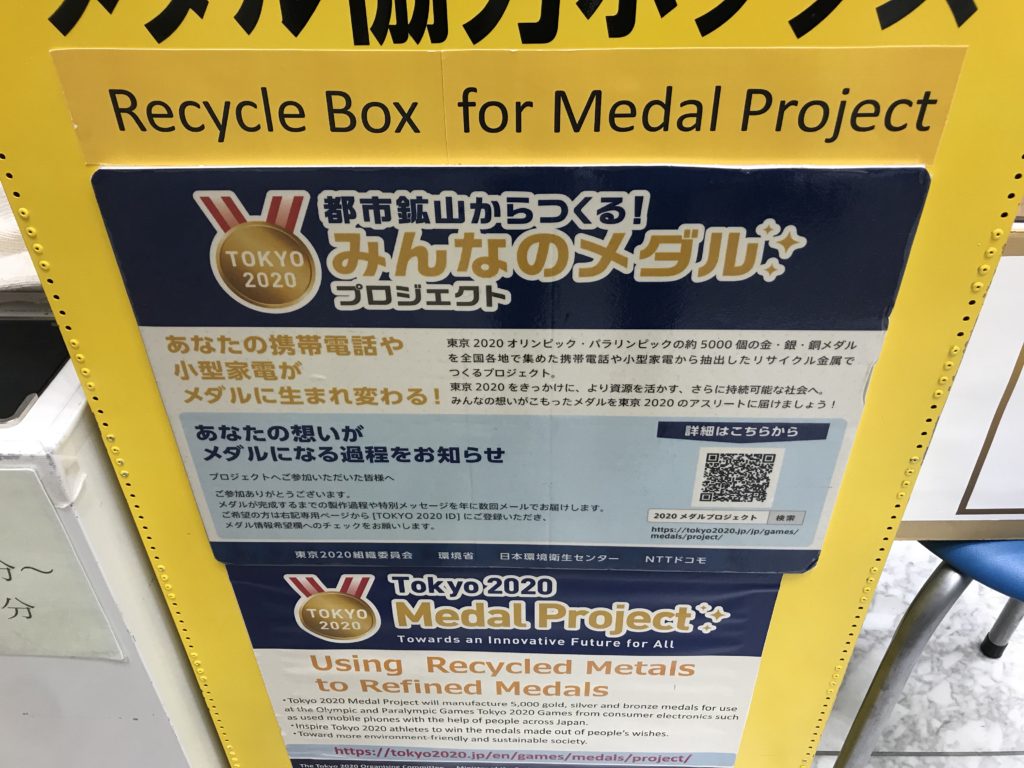 メダル協力ボックス
Recycle Box for Medal Project
TOKYO
2020
都市鉱山からつくる!
みんなのメダル
プロジェクト
あなたの携帯電話や
小型家電が
メダルに生まれ変わる!
東京2020オリンピック・パラリンピックの約5000個の金・銀・銅メダル
を全国各地で集めた携帯電話や小型家電から抽出したリサイクル金属で
つくるプロジェクト。
東京2020をきっかけに、より資源を活かす、さらに持続可能な社会へ。
みんなの想いがこもったメダルを東京2020のアスリートに届けましょう!
あなたの想いが
メダルになる過程をお知らせ
プロジェクトへご参加いただいた皆様へ
ご参加ありがとうございます。
メダルが完成するまでの製作過程や特別メッセージを年に数回メールでお届けします。
ご希望の方は右記専用ページから [TOKYO 2020 ID] にご登録いただき、
メダル情報希望欄へのチェックをお願いします。
詳細はこちらから
2020 メダルプロジェクト 検索
https://tokyo2020.jp/jp/games/
medals/project/
東京2020組織委員会 環境省 日本環境衛生センター NTTドコモ
TOKYO
2020
Tokyo 2020
Medal Project
Towards an Innovative Future for All
Using Recycled Metals
to Refined Medals
・Tokyo 2020 Medal Project will manufacture 5,000 gold, silver and bronze medals for use
at the Olympic and Paralympic Games Tokyo 2020 Games from consumer electronics such
as used mobile phones with the help of people across Japan.
・Inspire Tokyo 2020 athletes to win the medals made out of people's wishes.
・Toward more environment-friendly and sustainable society.
https://tokyo2020.jp/en/games/medals/project/
The Tokyo 2020 Organising Committee
分～
分